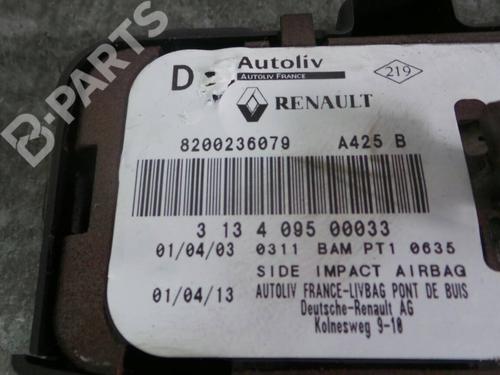 B-PARTS
D
Autoliv
AUTOLIV FRANCE
219
RENAULT
8200236079 A425 B
3 13 4 095 00033
01/04/03 0311 BAM PT1 0635
SIDE IMPACT AIRBAG
01/04/13 AUTOLIV FRANCE-LIVBAG PONT DE BUIS
Deutsche-Renault AG
Kolnesweg 9-10